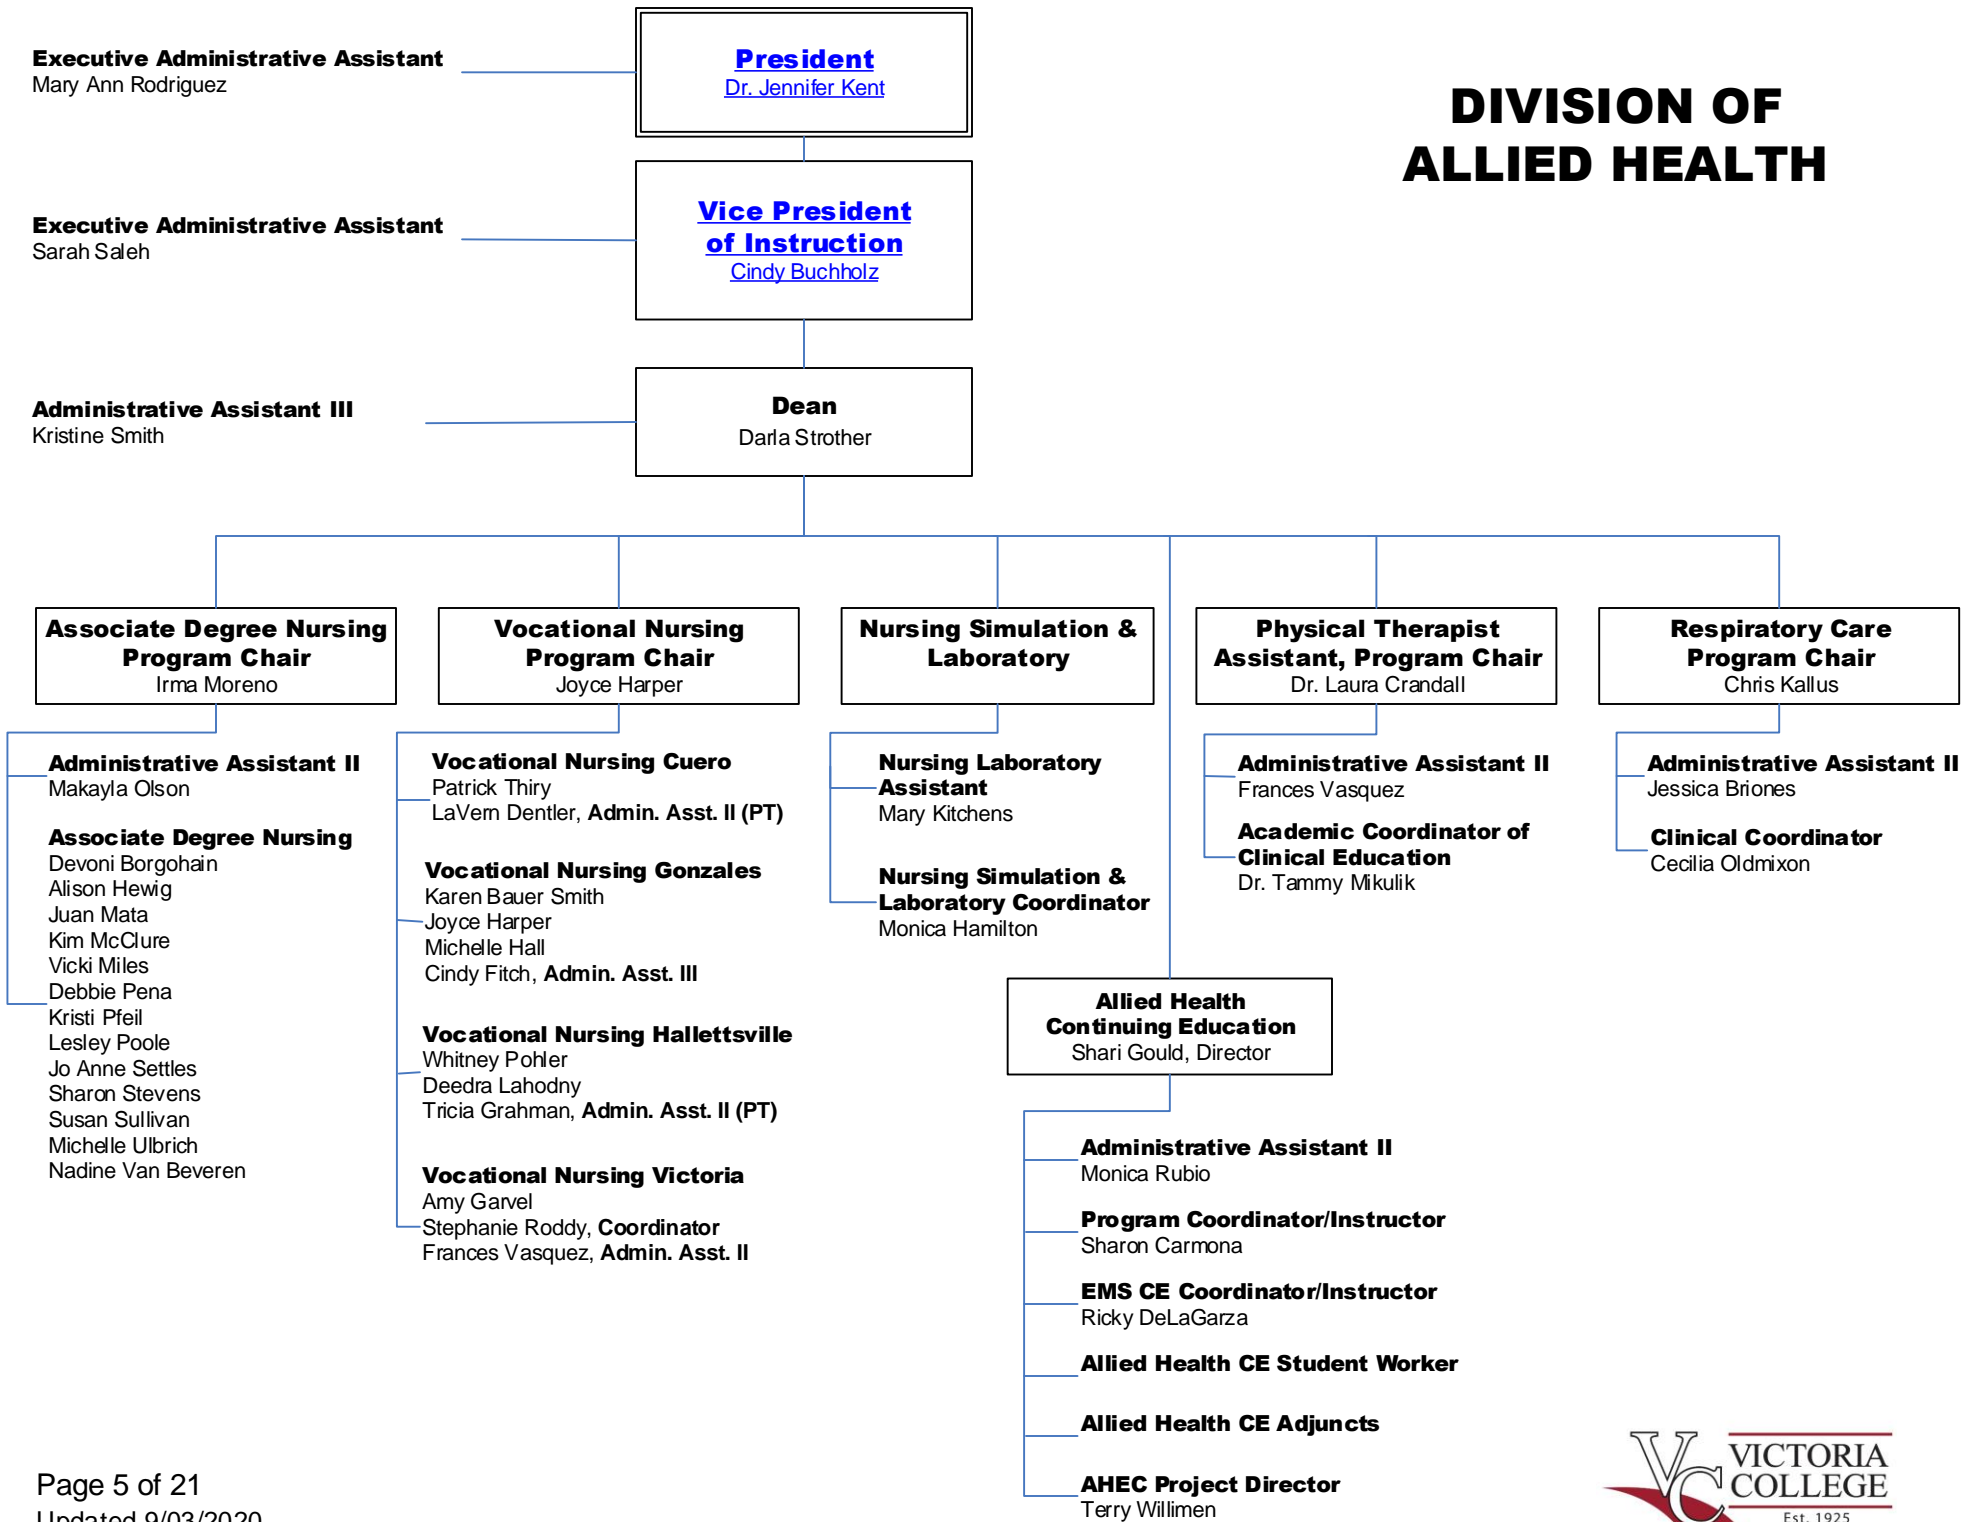 Executive Administrative Assistant
Mary Ann Rodriguez
President
Dr. Jennifer Kent
DIVISION OF
ALLIED HEALTH
Executive Administrative Assistant
Sarah Saleh
Vice President
of Instruction
Cindy Buchholz
Administrative Assistant III
Kristine Smith
Dean
Darla Strother
Associate Degree Nursing
Program Chair
Irma Moreno
Administrative Assistant II
Makayla Olson
Associate Degree Nursing
Devoni Borgohain
Alison Hewig
Juan Mata
Kim McClure
Vicki Miles
Debbie Pena
Kristi Pfeil
Lesley Poole
Jo Anne Settles
Sharon Stevens
Susan Sullivan
Michelle Ulbrich
Nadine Van Beveren
Vocational Nursing
Program Chair
Joyce Harper
Vocational Nursing Cuero
Patrick Thiry
LaVern Dentler, Admin. Asst. II (PT)
Vocational Nursing Gonzales
Karen Bauer Smith
Joyce Harper
Michelle Hall
Cindy Fitch, Admin. Asst. III
Vocational Nursing Hallettsville
Whitney Pohler
Deedra Lahodny
Tricia Grahman, Admin. Asst. II (PT)
Vocational Nursing Victoria
Amy Garvel
Stephanie Roddy, Coordinator
Frances Vasquez, Admin. Asst. II
Nursing Simulation &
Laboratory
Nursing Laboratory
Assistant
Mary Kitchens
Nursing Simulation &
Laboratory Coordinator
Monica Hamilton
Allied Health
Continuing Education
Shari Gould, Director
Administrative Assistant II
Monica Rubio
Program Coordinator/Instructor
Sharon Carmona
EMS CE Coordinator/Instructor
Ricky DeLaGarza
Allied Health CE Student Worker
Allied Health CE Adjuncts
AHEC Project Director
Terry Willimen
Physical Therapist
Assistant, Program Chair
Dr. Laura Crandall
Administrative Assistant II
Frances Vasquez
Academic Coordinator of
Clinical Education
Dr. Tammy Mikulik
Respiratory Care
Program Chair
Chris Kallus
Administrative Assistant II
Jessica Briones
Clinical Coordinator
Cecilia Oldmixon
Page 5 of 21
Updated 9/03/2020
VC
VICTORIA
COLLEGE
Est. 1925